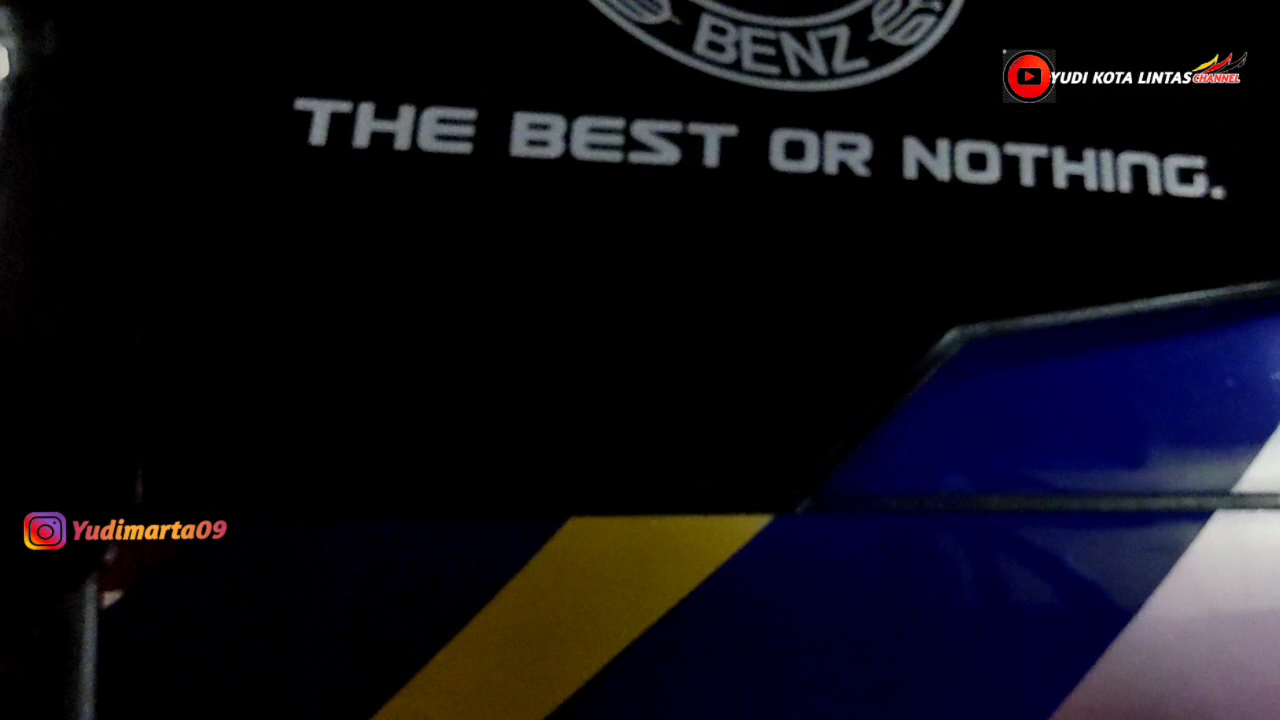 BENZ
YUDI KOTA LINTAS CHANNEL
THE BEST OR NOTHING.
Yudimarta09